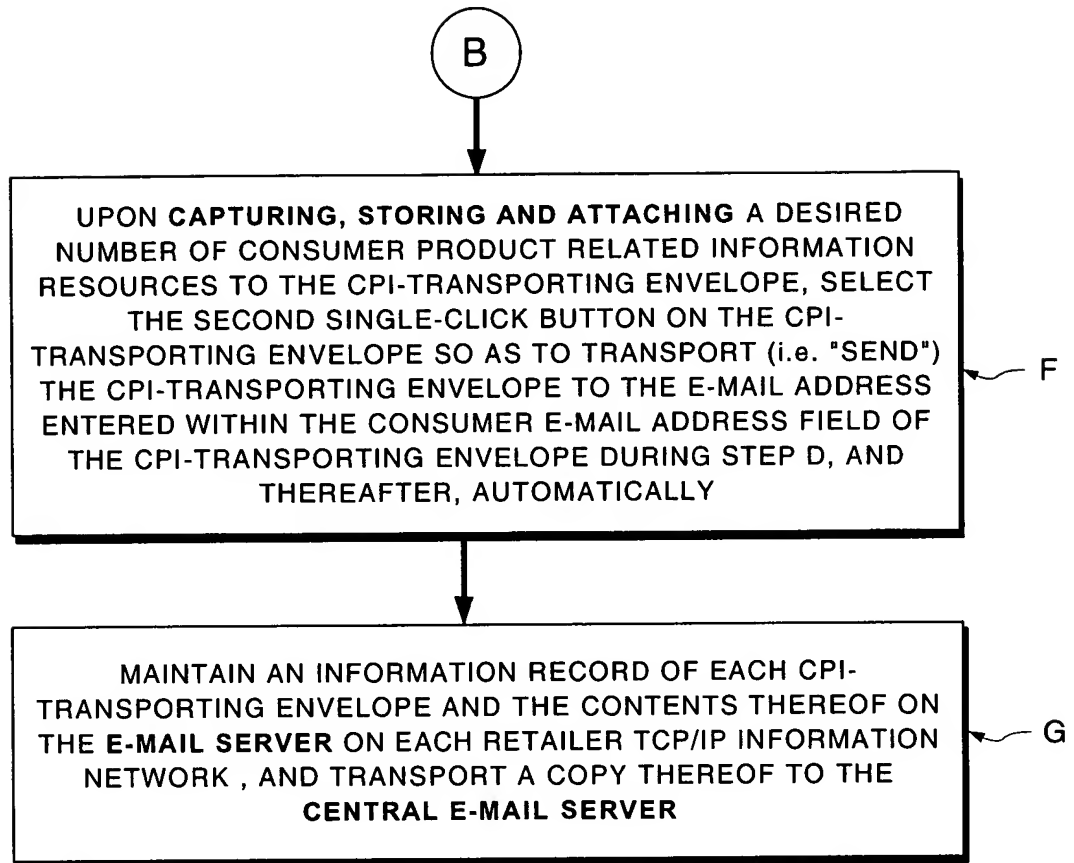 B
UPON CAPTURING, STORING AND ATTACHING A DESIRED
NUMBER OF CONSUMER PRODUCT RELATED INFORMATION
RESOURCES TO THE CPI-TRANSPORTING ENVELOPE, SELECT
THE SECOND SINGLE-CLICK BUTTON ON THE CPI-
TRANSPORTING ENVELOPE SO AS TO TRANSPORT (i.e. "SEND")
THE CPI-TRANSPORTING ENVELOPE TO THE E-MAIL ADDRESS
ENTERED WITHIN THE CONSUMER E-MAIL ADDRESS FIELD OF
THE CPI-TRANSPORTING ENVELOPE DURING STEP D, AND
THEREAFTER, AUTOMATICALLY
F
MAINTAIN AN INFORMATION RECORD OF EACH CPI-
TRANSPORTING ENVELOPE AND THE CONTENTS THEREOF ON
THE E-MAIL SERVER ON EACH RETAILER TCP/IP INFORMATION
NETWORK , AND TRANSPORT A COPY THEREOF TO THE
CENTRAL E-MAIL SERVER
G